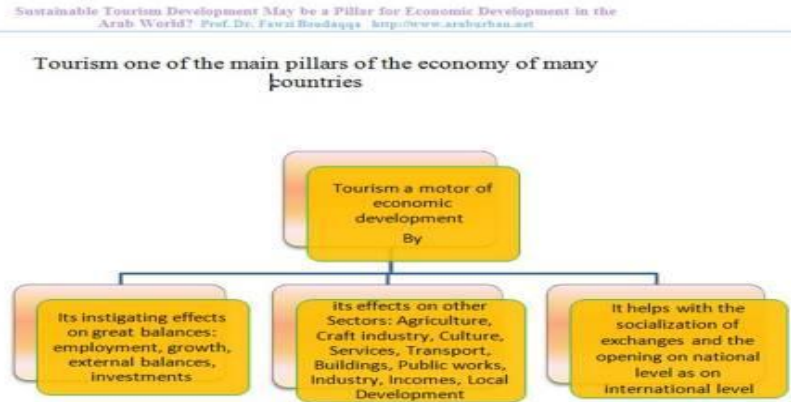 Sustainable Tourism Development May be a Pillar for Economic Development in the
Arab World? Prof. Dr. Fawzi Boudaqqa http://www.araburban.net
Tourism one of the main pillars of the economy of many
countries
Tourism a motor of
economic
development
By
Its instigating effects
on great balances:
employment, growth,
external balances,
investments
its effects on other
Sectors: Agriculture,
Craft industry, Culture,
Services, Transport,
Buildings, Public works,
Industry, Incomes, Local
Development
It helps with the
socialization of
exchanges and the
opening on national
level as on
international level